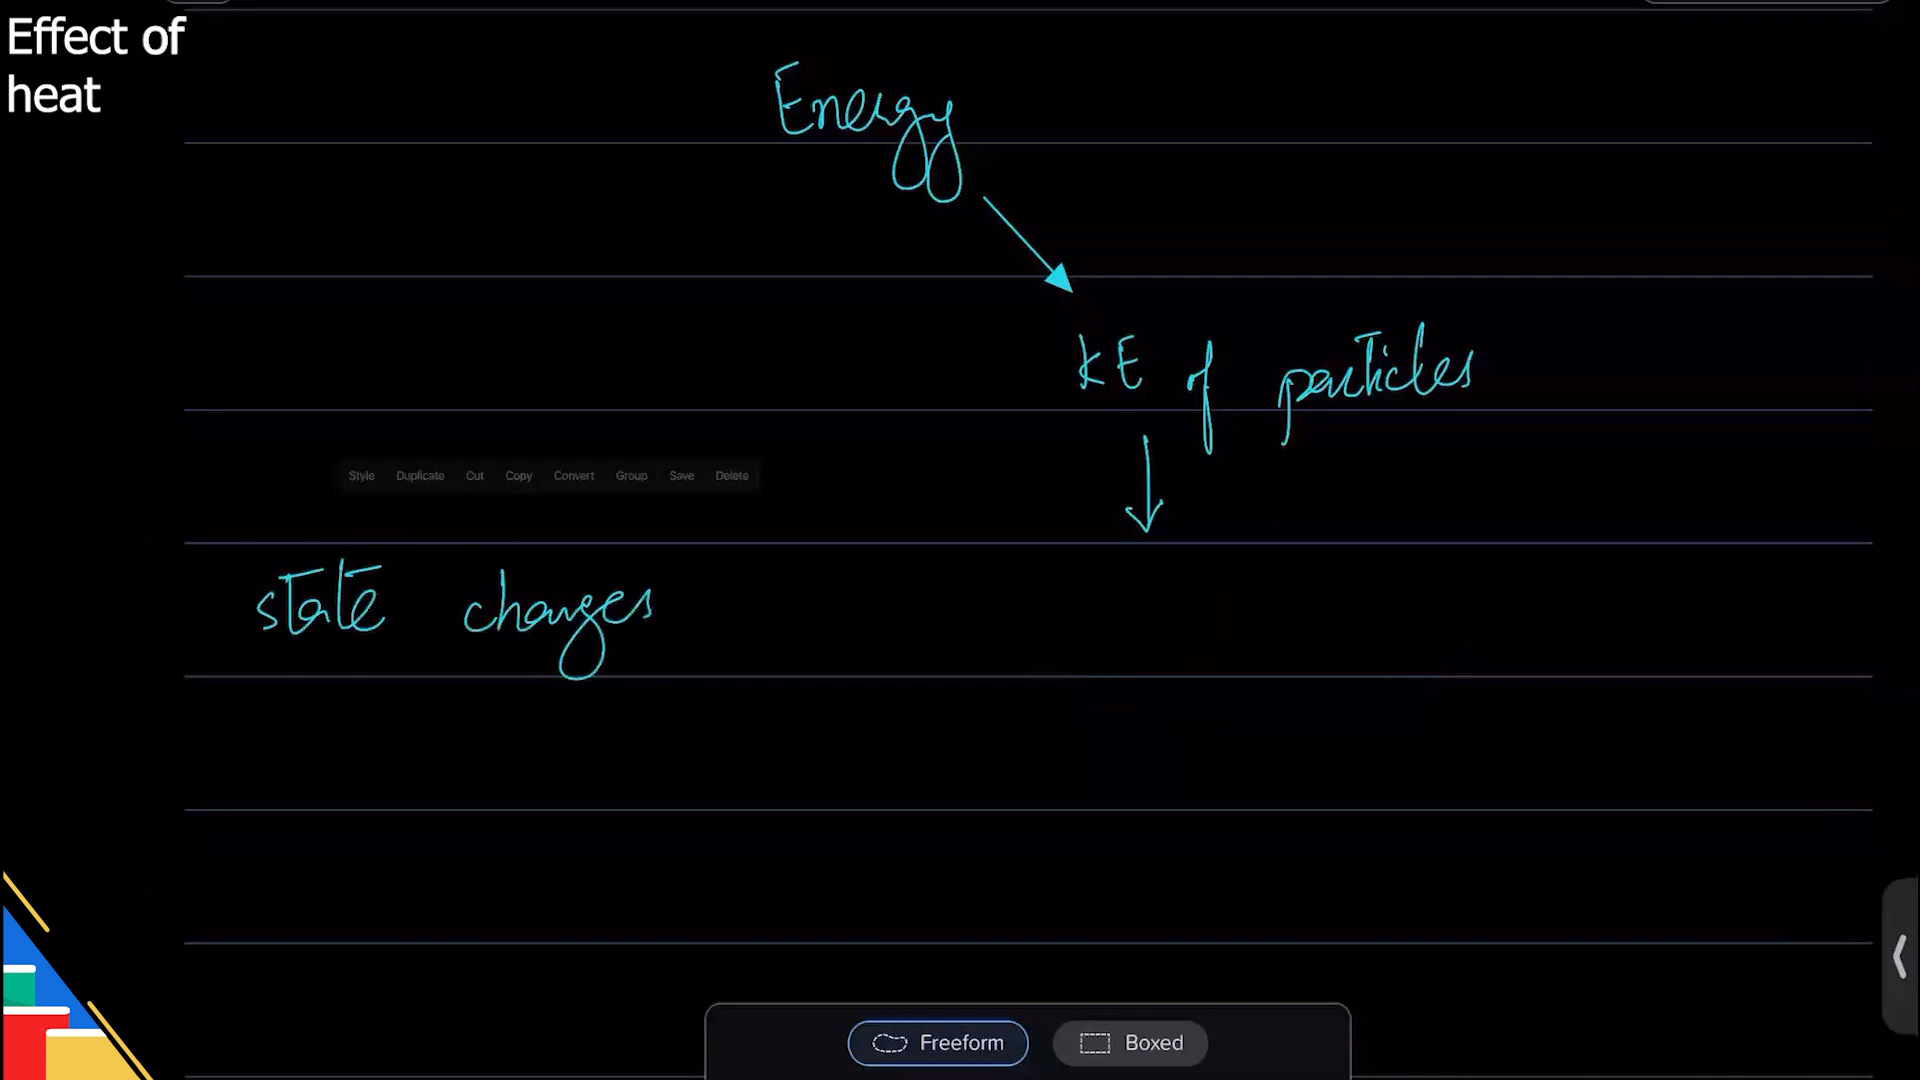 Effect of
heat
Energy
KE of particles
Style Duplicate Cut Copy Convert Group Save Delete
state changes
Freeform Boxed